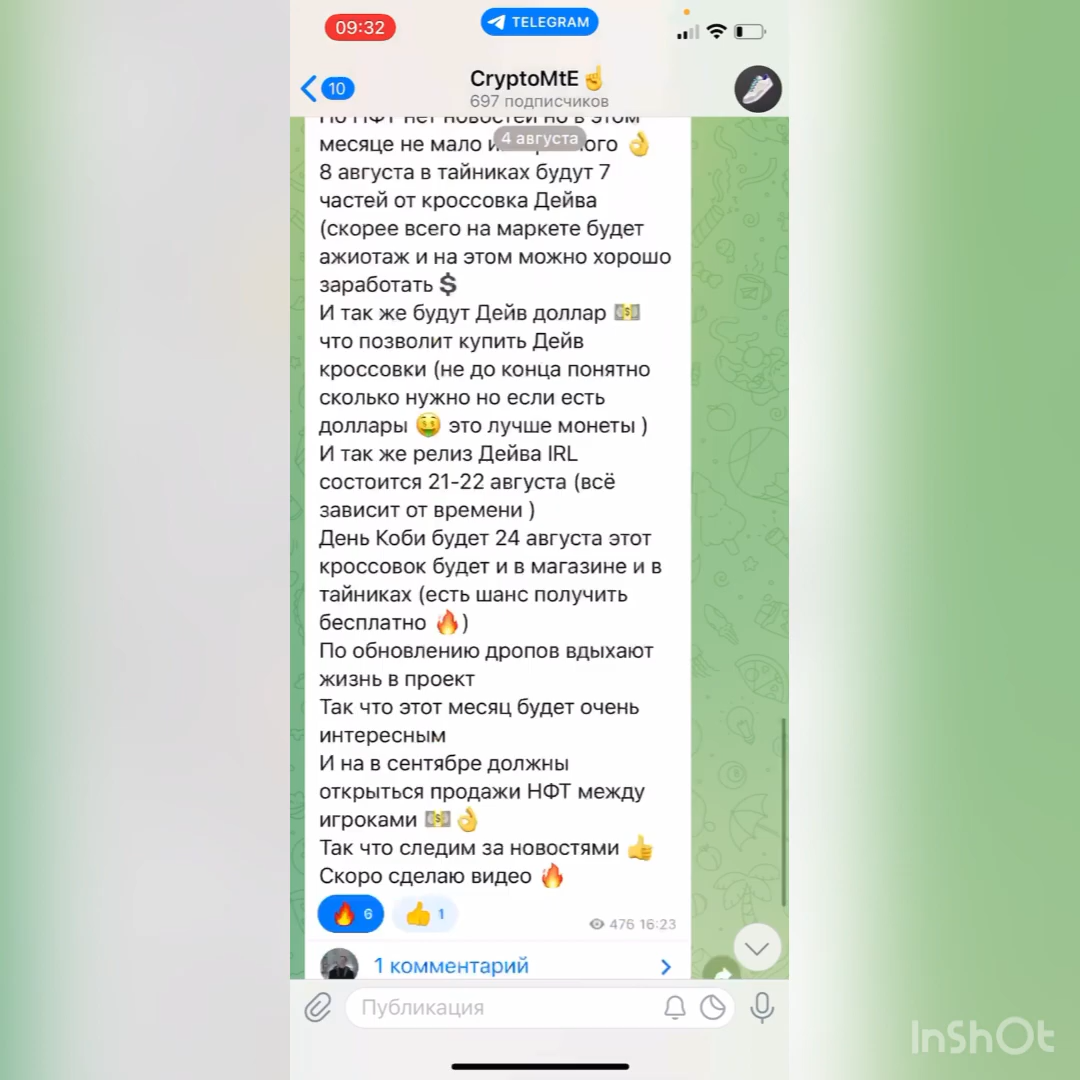 09:32
TELEGRAM
10
CryptoMtE☝️
697 подписчиков
4 августа
месяце не мало и ого 👌
8 августа в тайниках будут 7
частей от кроссовка Дейва
(скорее всего на маркете будет
ажиотаж и на этом можно хорошо
заработать 💲
И так же будут Дейв доллар 💵
что позволит купить Дейв
кроссовки (не до конца понятно
сколько нужно но если есть
доллары 🤑 это лучше монеты )
И так же релиз Дейва IRL
состоится 21-22 августа (всё
зависит от времени )
День Коби будет 24 августа этот
кроссовок будет и в магазине и в
тайниках (есть шанс получить
бесплатно 🔥)
По обновлению дропов вдыхают
жизнь в проект
Так что этот месяц будет очень
интересным
И на в сентябре должны
открыться продажи НФТ между
игроками 💵👌
Так что следим за новостями 👍
Скоро сделаю видео 🔥
🔥 6 👍 1
476 16:23
1 комментарий
Публикация
InShOt